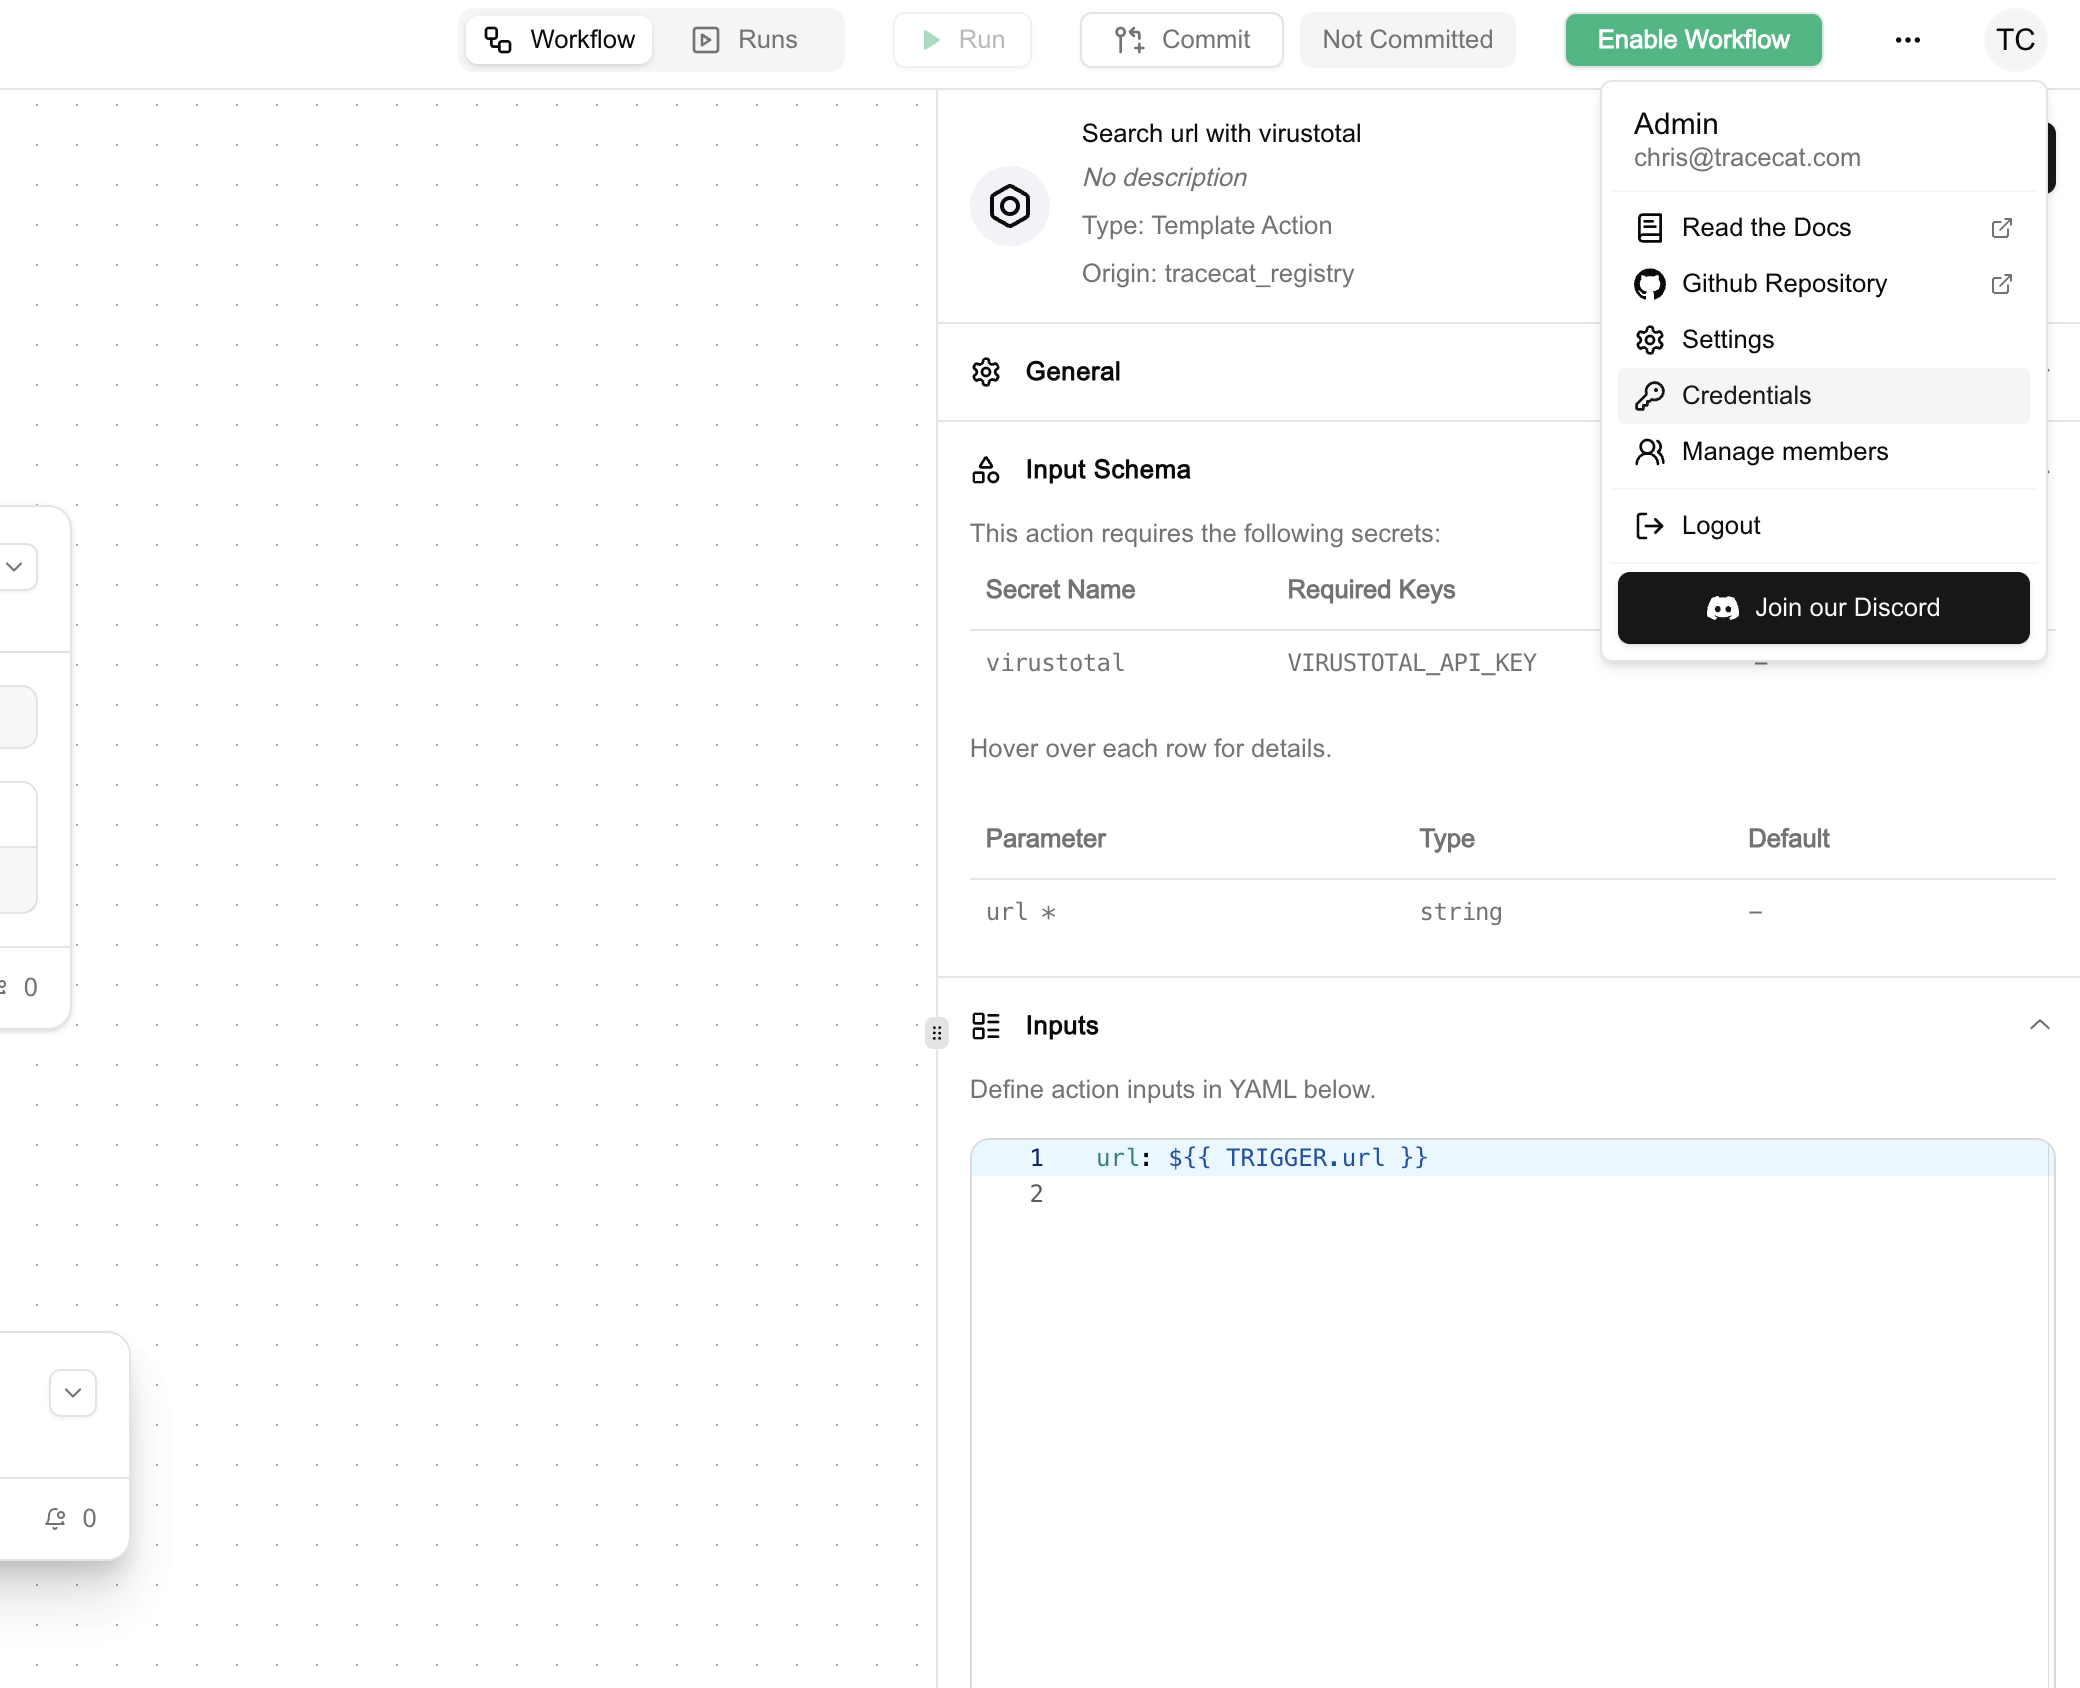 Workflow
Runs
Run
Commit
Not Committed
Enable Workflow
TC
Search url with virustotal
No description
Type: Template Action
Origin: tracecat_registry
Admin
chris@tracecat.com
Read the Docs
Github Repository
Settings
Credentials
Manage members
Logout
Join our Discord
General
Input Schema
This action requires the following secrets:
Secret Name Required Keys
virustotal VIRUSTOTAL_API_KEY –
Hover over each row for details.
Parameter Type Default
url * string –
Inputs
Define action inputs in YAML below.
1 url: ${{ TRIGGER.url }}
2
0
0